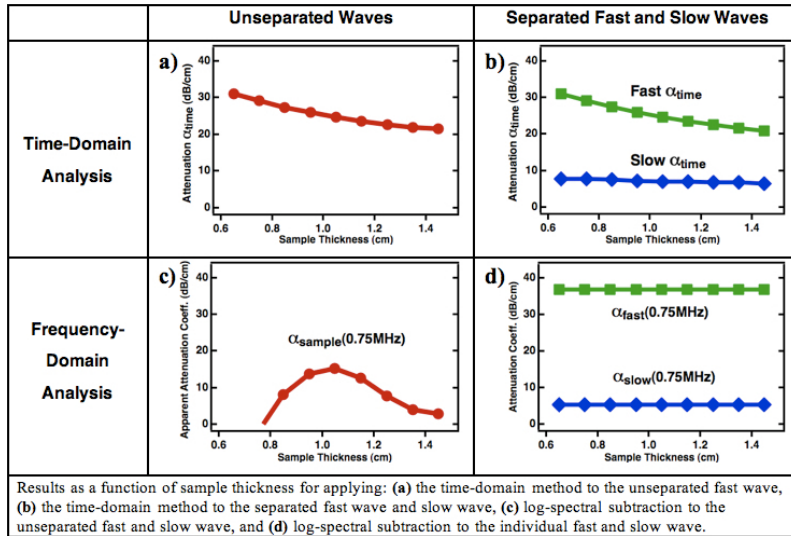 Unseparated Waves
Separated Fast and Slow Waves
Time-Domain
Analysis
a)
Attenuation αtime (dB/cm)
40
30
20
10
0
0.6 0.8 1.0 1.2 1.4
Sample Thickness (cm)
b)
Attenuation αtime (dB/cm)
40
30
20
10
0
Fast αtime
Slow αtime
0.6 0.8 1.0 1.2 1.4
Sample Thickness (cm)
Frequency-
Domain
Analysis
c)
Apparent Attenuation Coeff. (dB/cm)
40
30
20
10
0
αsample(0.75MHz)
0.6 0.8 1.0 1.2 1.4
Sample Thickness (cm)
d)
Attenuation Coeff. (dB/cm)
40
30
20
10
0
αfast(0.75MHz)
αslow(0.75MHz)
0.6 0.8 1.0 1.2 1.4
Sample Thickness (cm)
Results as a function of sample thickness for applying: (a) the time-domain method to the unseparated fast wave,
(b) the time-domain method to the separated fast wave and slow wave, (c) log-spectral subtraction to the
unseparated fast and slow wave, and (d) log-spectral subtraction to the individual fast and slow wave.